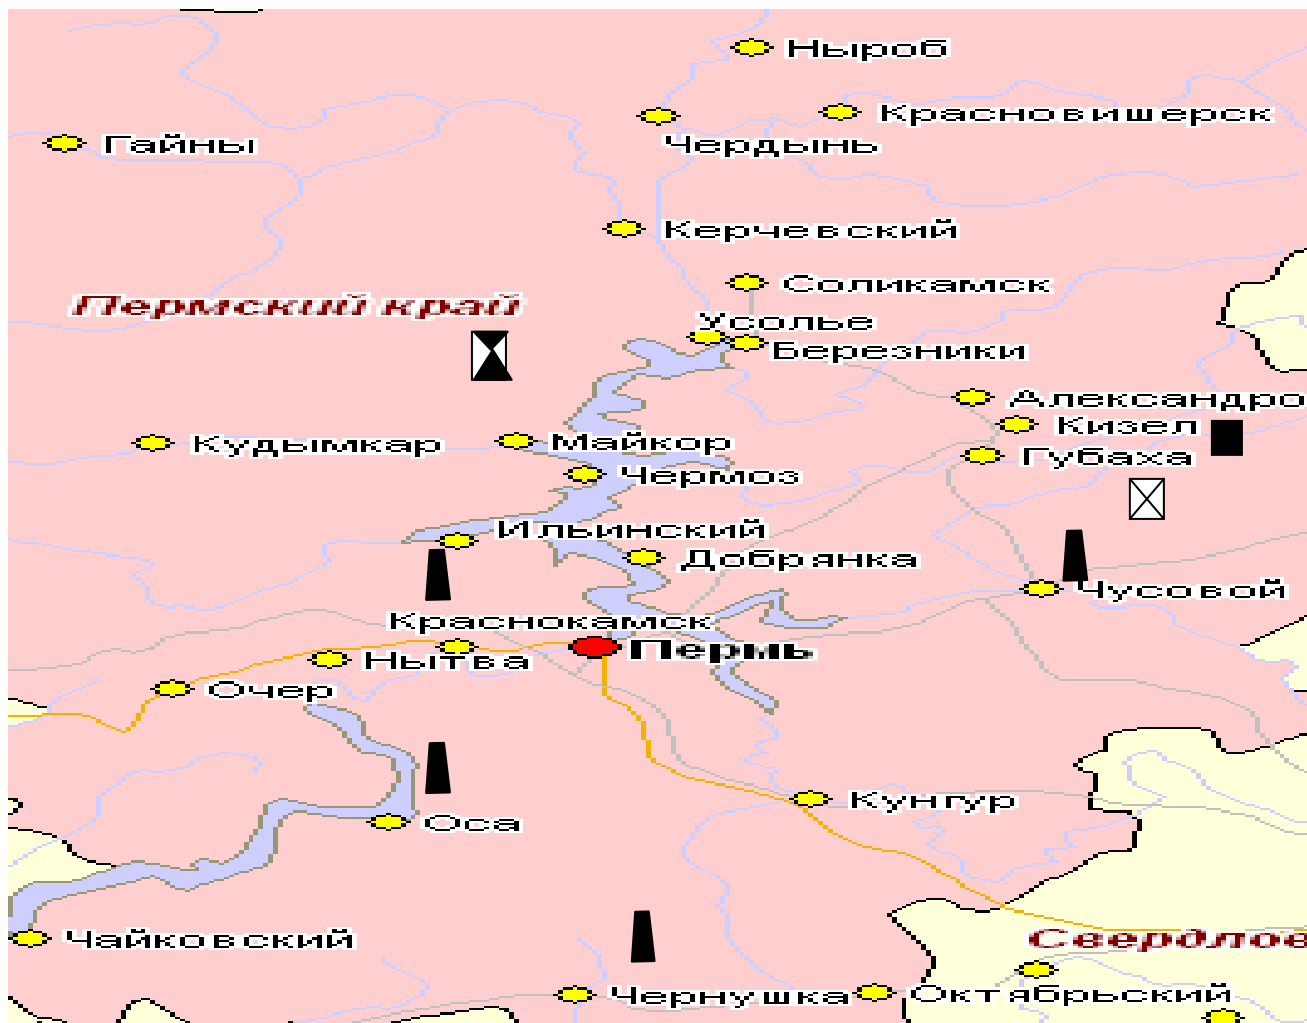 Ныроб
Красновишерск
Гайны
Чердынь
Керчевский
Соликамск
Пермский край
Усолье
Березники
Александро
Кизел
Кудымкар
Майкор
Губаха
Чермоз
Ильинский
Добрянка
Чусовой
Краснокамск
Пермь
Нытва
Очер
Кунгур
Оса
Чайковский
Свердлов
Чернушка
Октябрьский